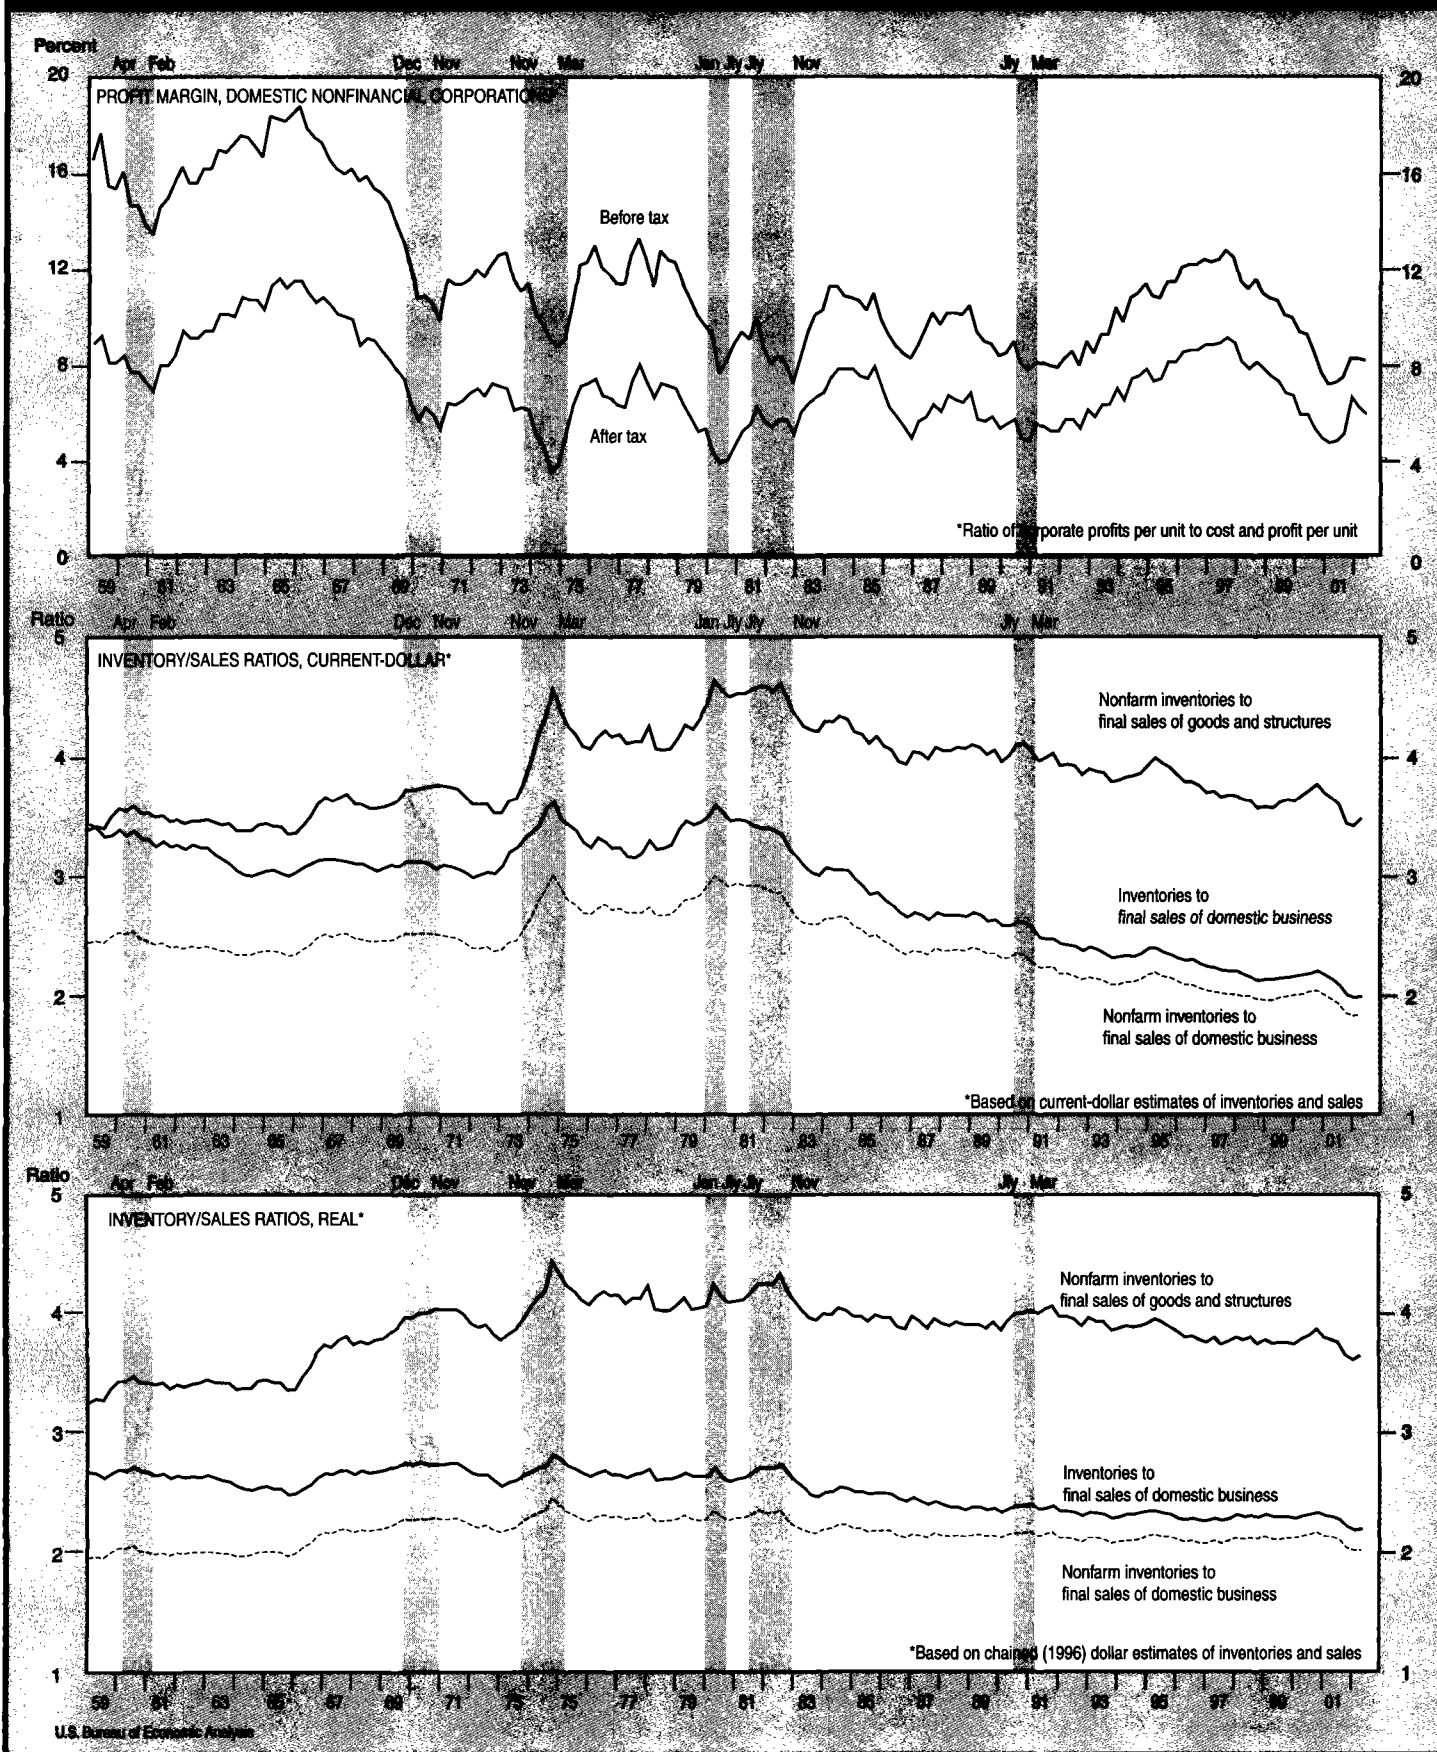 Percent
Apr Feb Dec Nov Nov Mar Jan Jly Jly Nov Jly Mar
20 20
PROFIT MARGIN, DOMESTIC NONFINANCIAL CORPORATIONS*
16 16
Before tax
12 12
8 8
After tax
4 4
*Ratio of corporate profits per unit to cost and profit per unit
0 0
59 61 63 65 67 69 71 73 75 77 79 81 83 85 87 89 91 93 95 97 99 01
Ratio
Apr Feb Dec Nov Nov Mar Jan Jly Jly Nov Jly Mar
5 5
INVENTORY/SALES RATIOS, CURRENT-DOLLAR*
Nonfarm inventories to
final sales of goods and structures
4 4
3 3
Inventories to
final sales of domestic business
2 2
Nonfarm inventories to
final sales of domestic business
*Based on current-dollar estimates of inventories and sales
1 1
59 61 63 65 67 69 71 73 75 77 79 81 83 85 87 89 91 93 95 97 99 01
Ratio
Apr Feb Dec Nov Nov Mar Jan Jly Jly Nov Jly Mar
5 5
INVENTORY/SALES RATIOS, REAL*
Nonfarm inventories to
final sales of goods and structures
4 4
3 3
Inventories to
final sales of domestic business
2 2
Nonfarm inventories to
final sales of domestic business
*Based on chained (1996) dollar estimates of inventories and sales
1 1
59 61 63 65 67 69 71 73 75 77 79 81 83 85 87 89 91 93 95 97 99 01
U.S. Bureau of Economic Analysis